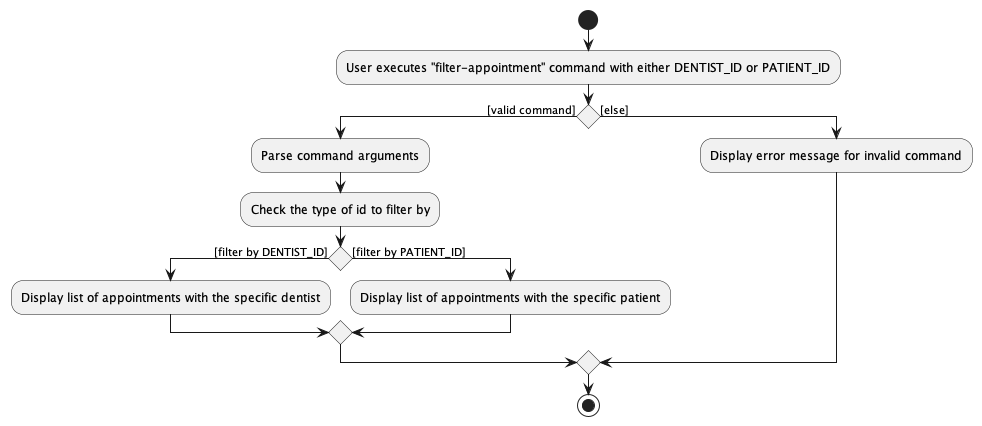 User executes "filter-appointment" command with either DENTIST_ID or PATIENT_ID
[valid command]
[else]
Parse command arguments
Display error message for invalid command
Check the type of id to filter by
[filter by DENTIST_ID]
[filter by PATIENT_ID]
Display list of appointments with the specific dentist
Display list of appointments with the specific patient